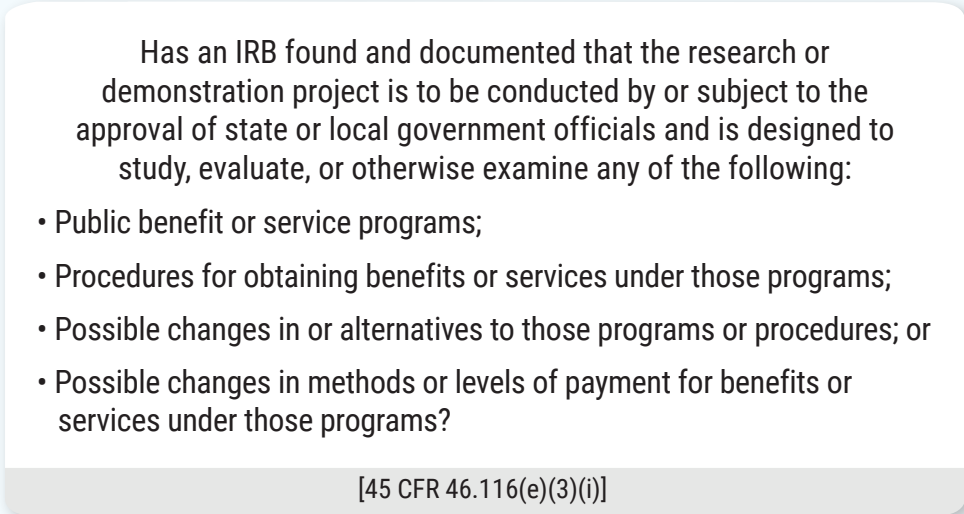 Has an IRB found and documented that the research or
demonstration project is to be conducted by or subject to the
approval of state or local government officials and is designed to
study, evaluate, or otherwise examine any of the following:
• Public benefit or service programs;
• Procedures for obtaining benefits or services under those programs;
• Possible changes in or alternatives to those programs or procedures; or
• Possible changes in methods or levels of payment for benefits or
services under those programs?
[45 CFR 46.116(e)(3)(i)]